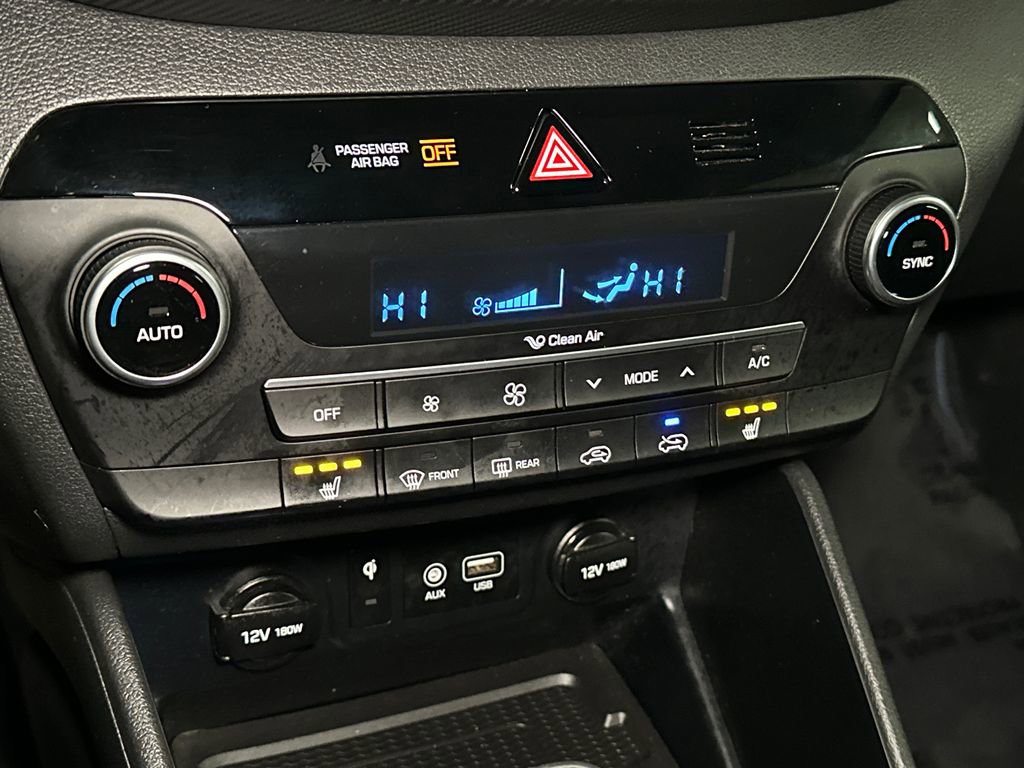 PASSENGER
AIR BAG
OFF
AUTO
SYNC
HI
HI
Clean Air
OFF
MODE
A/C
FRONT
REAR
12V 180W
AUX
USB
12V 180W